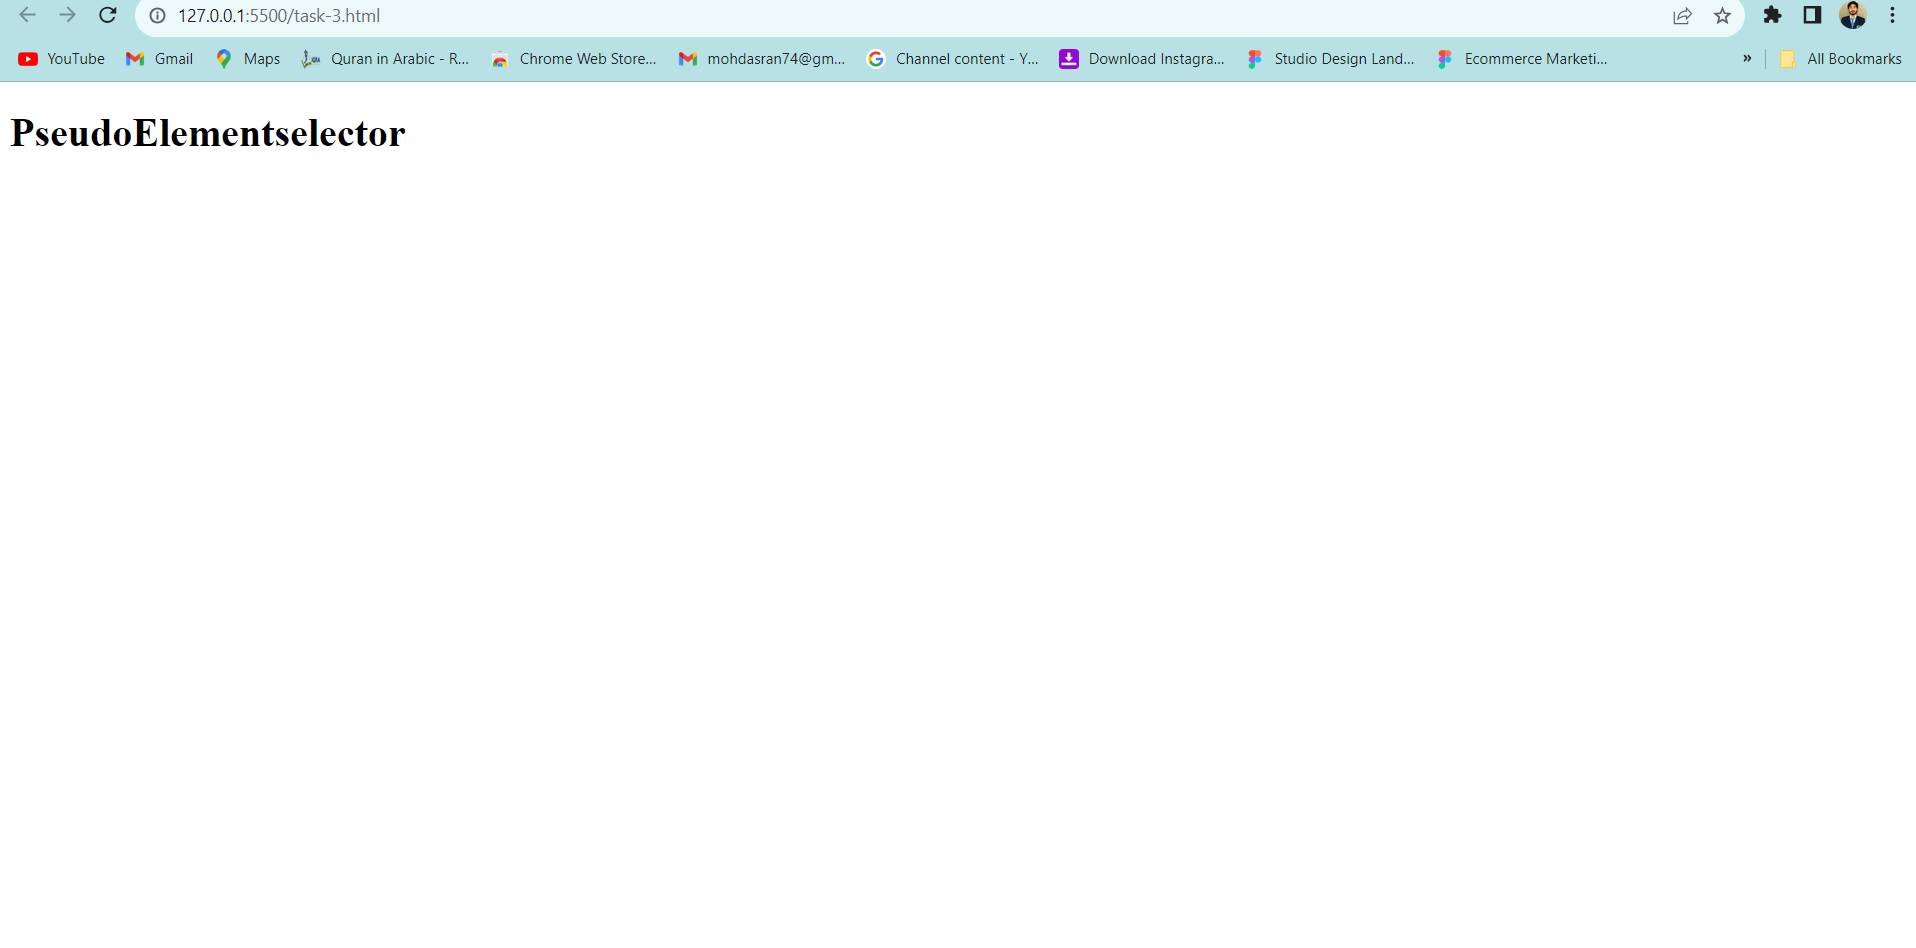 127.0.0.1:5500/task-3.html
YouTube Gmail Maps Quran in Arabic - R... Chrome Web Store... mohdasran74@gm... Channel content - Y... Download Instagra... Studio Design Land... Ecommerce Marketi... » All Bookmarks
PseudoElementselector